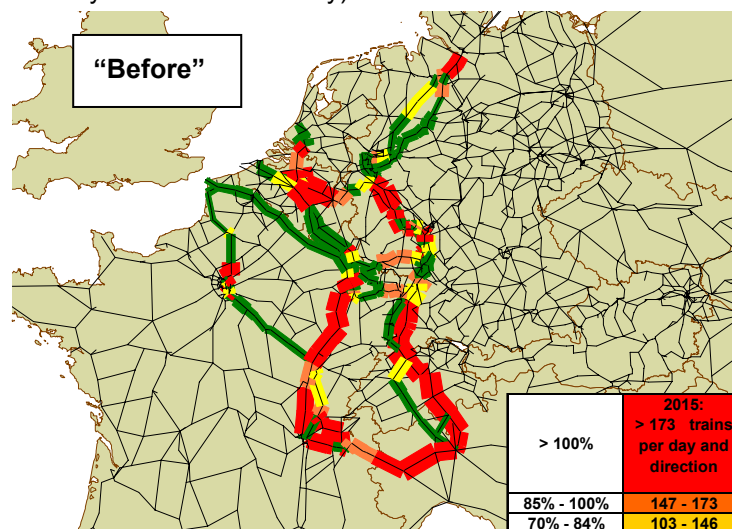 “Before”
2015:
> 173 trains
> 100%
per day and
direction
85% - 100% 147 - 173
70% - 84% 103 - 146